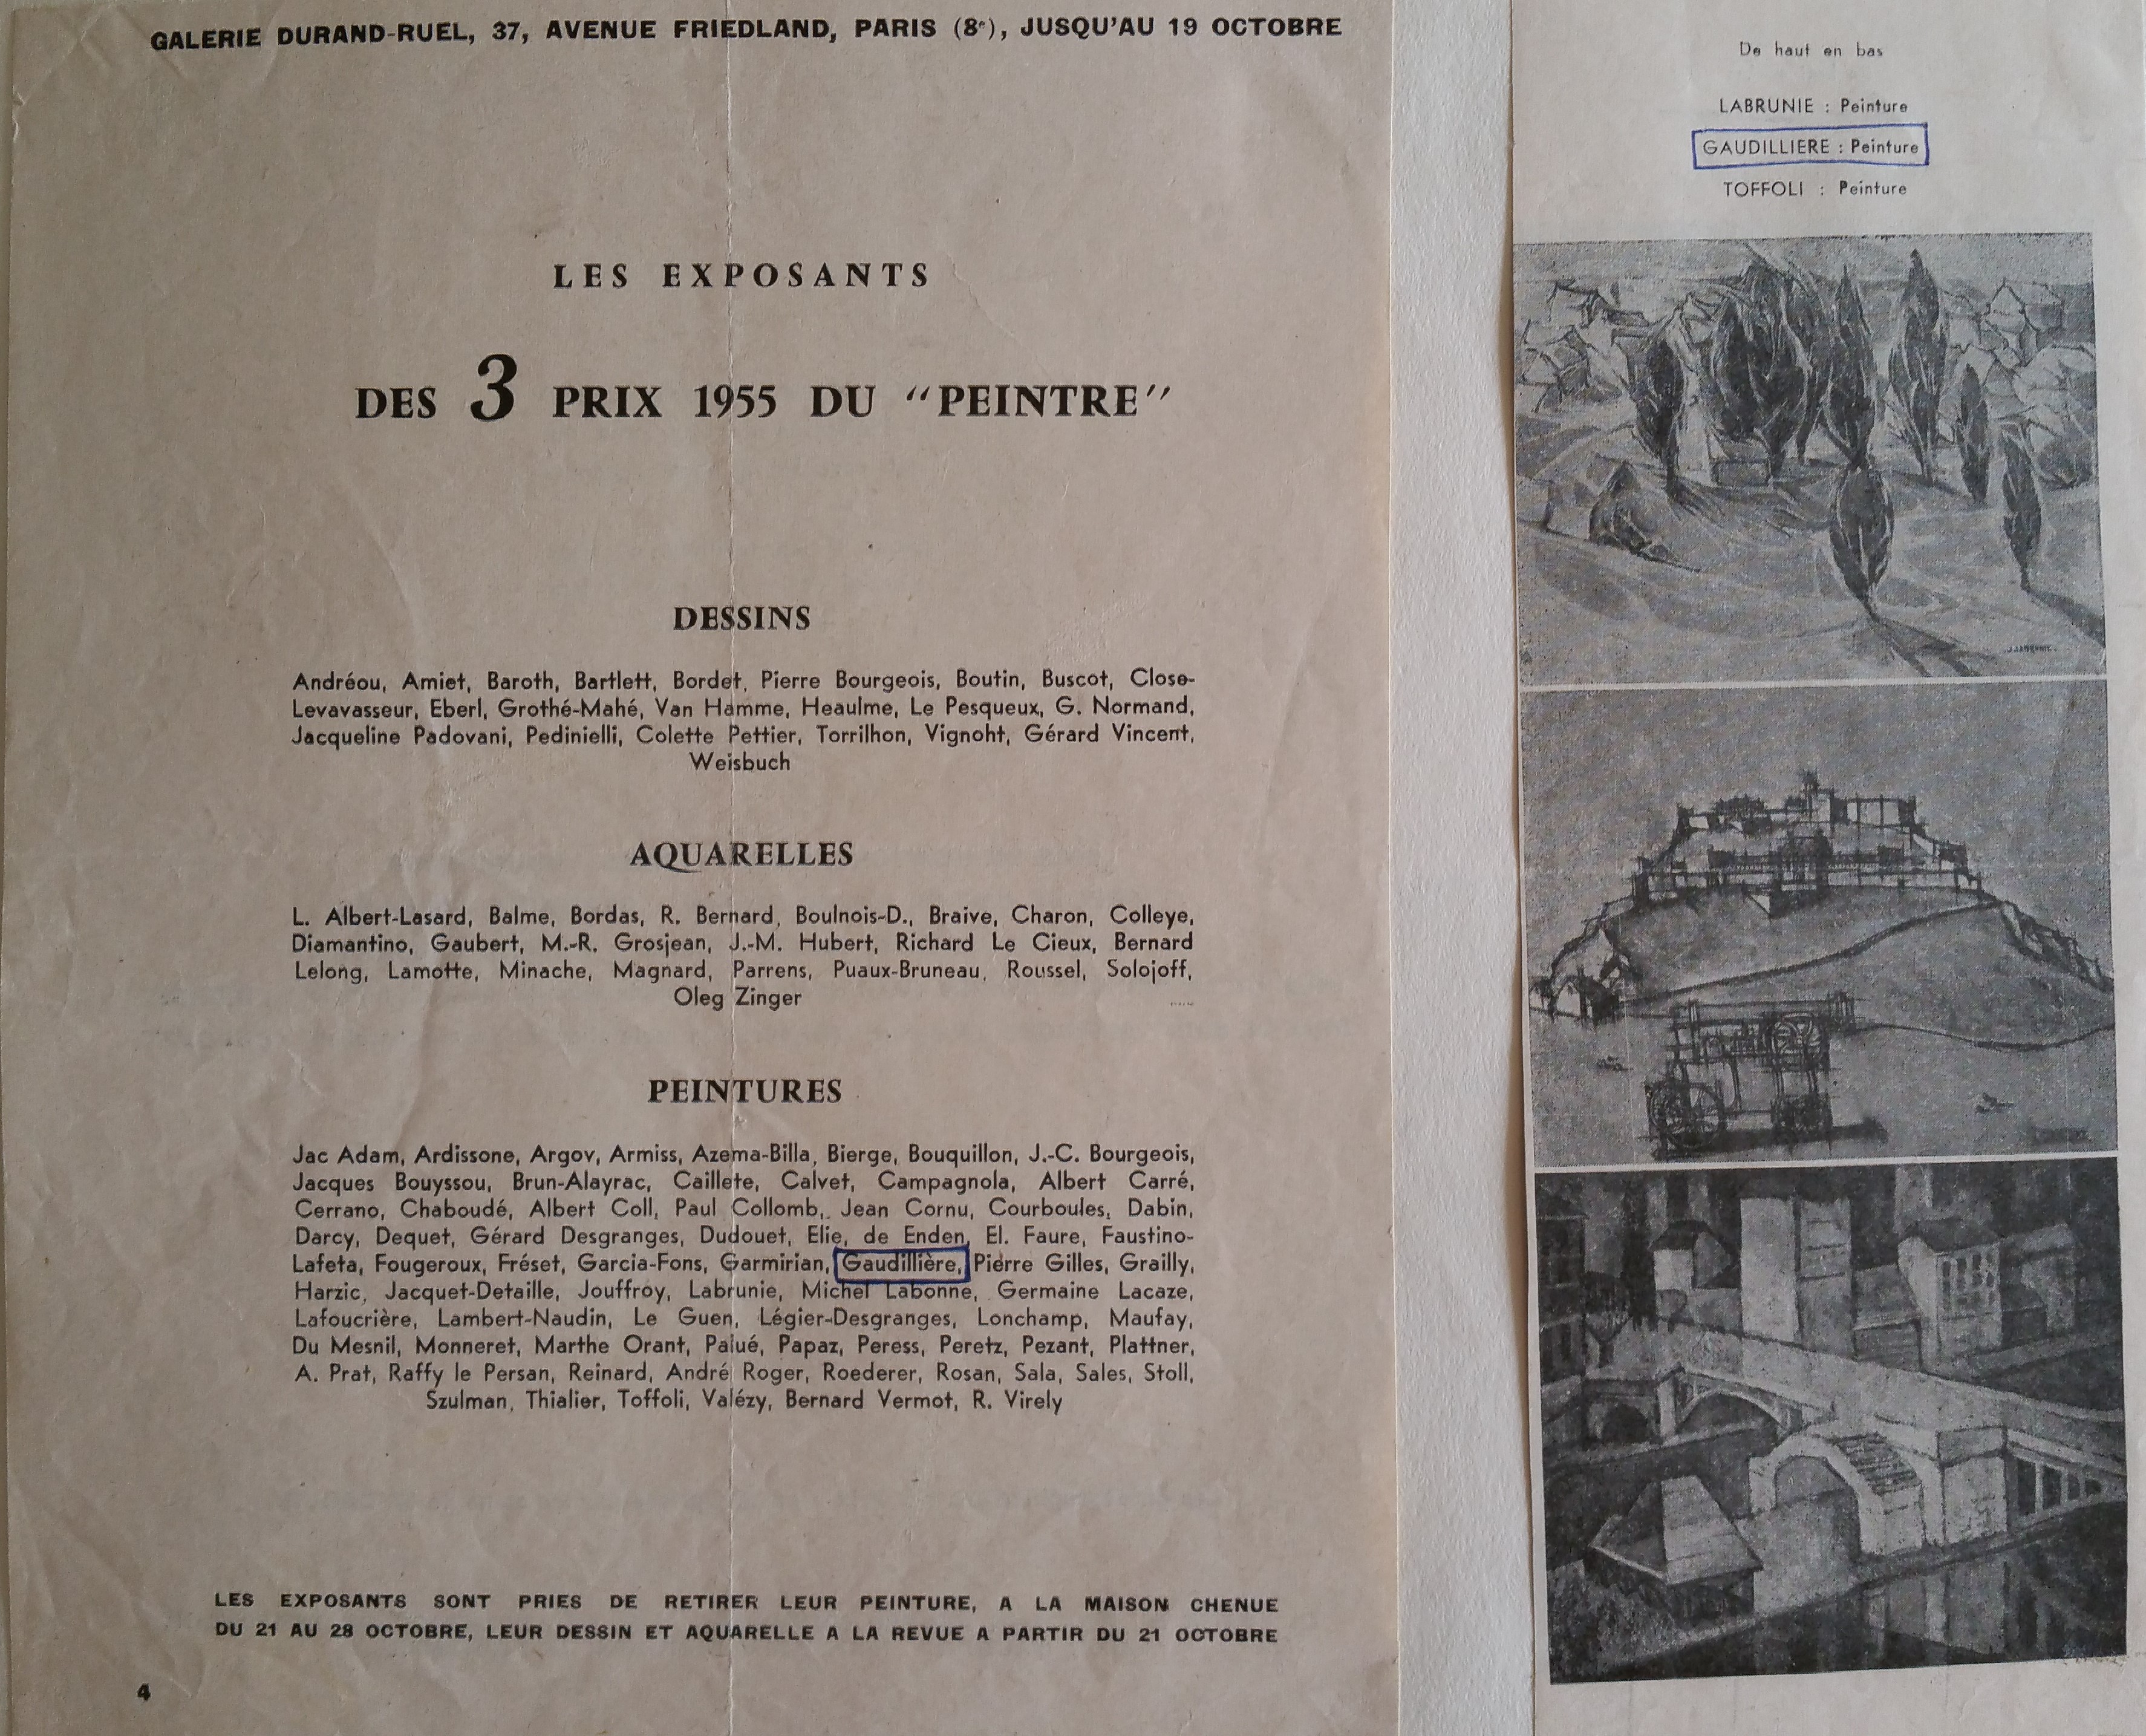 GALERIE DURAND-RUEL, 37, AVENUE FRIEDLAND, PARIS (8e), JUSQU'AU 19 OCTOBRE
LES EXPOSANTS
DES 3 PRIX 1955 DU "PEINTRE"
DESSINS
Andréou, Amiet, Baroth, Bartlett, Bordet, Pierre Bourgeois, Boutin, Buscot, Close-
Levavasseur, Eberl, Grothé-Mahé, Van Hamme, Heaulme, Le Pesqueux, G. Normand,
Jacqueline Padovani, Pedinielli, Colette Pettier, Torrilhon, Vignoht, Gérard Vincent,
Weisbuch
AQUARELLES
L. Albert-Lasard, Balme, Bordas, R. Bernard, Boulnois-D., Braive, Charon, Colleye,
Diamantino, Gaubert, M.-R. Grosjean, J.-M. Hubert, Richard Le Cieux, Bernard
Lelong, Lamotte, Minache, Magnard, Parrens, Puaux-Bruneau, Roussel, Solojoff,
Oleg Zinger
PEINTURES
Jac Adam, Ardissone, Argov, Armiss, Azema-Billa, Bierge, Bouquillon, J.-C. Bourgeois,
Jacques Bouyssou, Brun-Alayrac, Caillete, Calvet, Campagnola, Albert Carré,
Cerrano, Chaboudé, Albert Coll, Paul Collomb, Jean Cornu, Courboules, Dabin,
Darcy, Dequet, Gérard Desgranges, Dudouet, Elie, de Enden, El. Faure, Faustino-
Lafeta, Fougeroux, Fréset, Garcia-Fons, Garmirian, Gaudillière, Pierre Gilles, Grailly,
Harzic, Jacquet-Detaille, Jouffroy, Labrunie, Michel Labonne, Germaine Lacaze,
Lafoucrière, Lambert-Naudin, Le Guen, Légier-Desgranges, Lonchamp, Maufay,
Du Mesnil, Monneret, Marthe Orant, Palué, Papaz, Peress, Peretz, Pezant, Plattner,
A. Prat, Raffy le Persan, Reinard, André Roger, Roederer, Rosan, Sala, Sales, Stoll,
Szulman, Thialier, Toffoli, Valézy, Bernard Vermot, R. Virely
LES EXPOSANTS SONT PRIES DE RETIRER LEUR PEINTURE, A LA MAISON CHENUE
DU 21 AU 28 OCTOBRE, LEUR DESSIN ET AQUARELLE A LA REVUE A PARTIR DU 21 OCTOBRE
4
De haut en bas
LABRUNIE : Peinture
GAUDILLIERE : Peinture
TOFFOLI : Peinture
J. LABRUNIE.